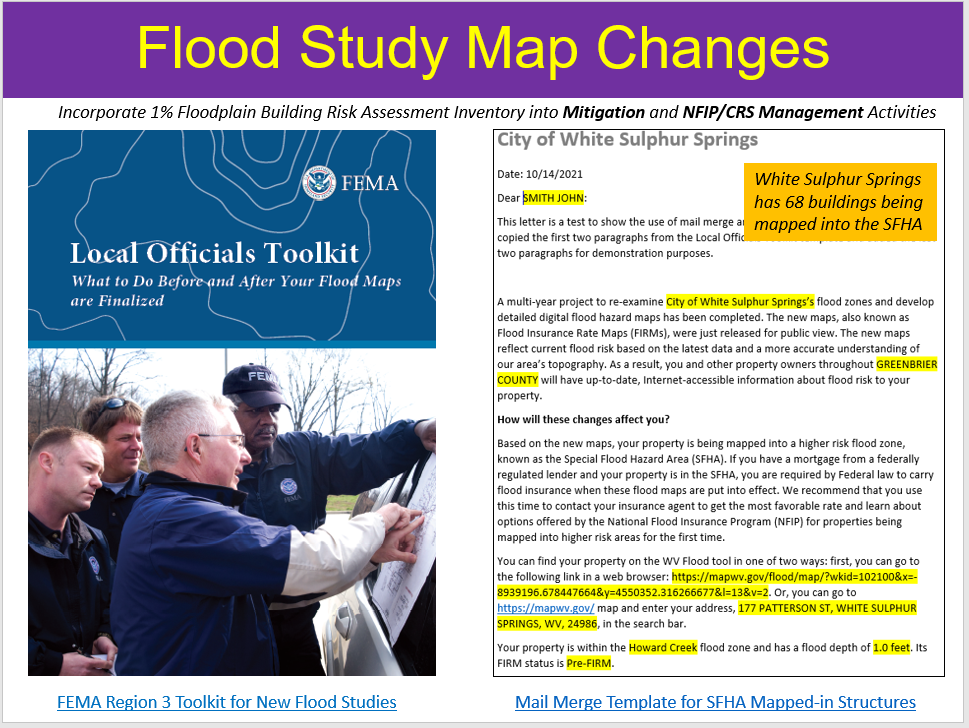 Flood Study Map Changes
Incorporate 1% Floodplain Building Risk Assessment Inventory into Mitigation and NFIP/CRS Management Activities
FEMA
Local Officials Toolkit
What to Do Before and After Your Flood Maps
are Finalized
FEMA
FEMA Region 3 Toolkit for New Flood Studies
City of White Sulphur Springs
Date: 10/14/2021
Dear SMITH JOHN:
White Sulphur Springs
has 68 buildings being
mapped into the SFHA
This letter is a test to show the use of mail merge
copied the first two paragraphs from the Local
two paragraphs for demonstration purposes.
A multi-year project to re-examine City of White Sulphur Springs's flood zones and develop
detailed digital flood hazard maps has been completed. The new maps, also known as
Flood Insurance Rate Maps (FIRMs), were just released for public view. The new maps
reflect current flood risk based on the latest data and a more accurate understanding of
our area's topography. As a result, you and other property owners throughout GREENBRIER
COUNTY will have up-to-date, Internet-accessible information about flood risk to your
property.
How will these changes affect you?
Based on the new maps, your property is being mapped into a higher risk flood zone,
known as the Special Flood Hazard Area (SFHA). If you have a mortgage from a federally
regulated lender and your property is in the SFHA, you are required by Federal law to carry
flood insurance when these flood maps are put into effect. We recommend that you use
this time to contact your insurance agent to get the most favorable rate and learn about
options offered by the National Flood Insurance Program (NFIP) for properties being
mapped into higher risk areas for the first time.
You can find your property on the WV Flood tool in one of two ways: first, you can go to
the following link in a web browser: https://mapwv.gov/flood/map/?wkid=102100&x=-
8939196.678447664&y=4550352.316266677&l=13&v=2. Or, you can go to
https://mapwv.gov/ map and enter your address, 177 PATTERSON ST, WHITE SULPHUR
SPRINGS, WV, 24986, in the search bar.
Your property is within the Howard Creek flood zone and has a flood depth of 1.0 feet. Its
FIRM status is Pre-FIRM.
Mail Merge Template for SFHA Mapped-in Structures